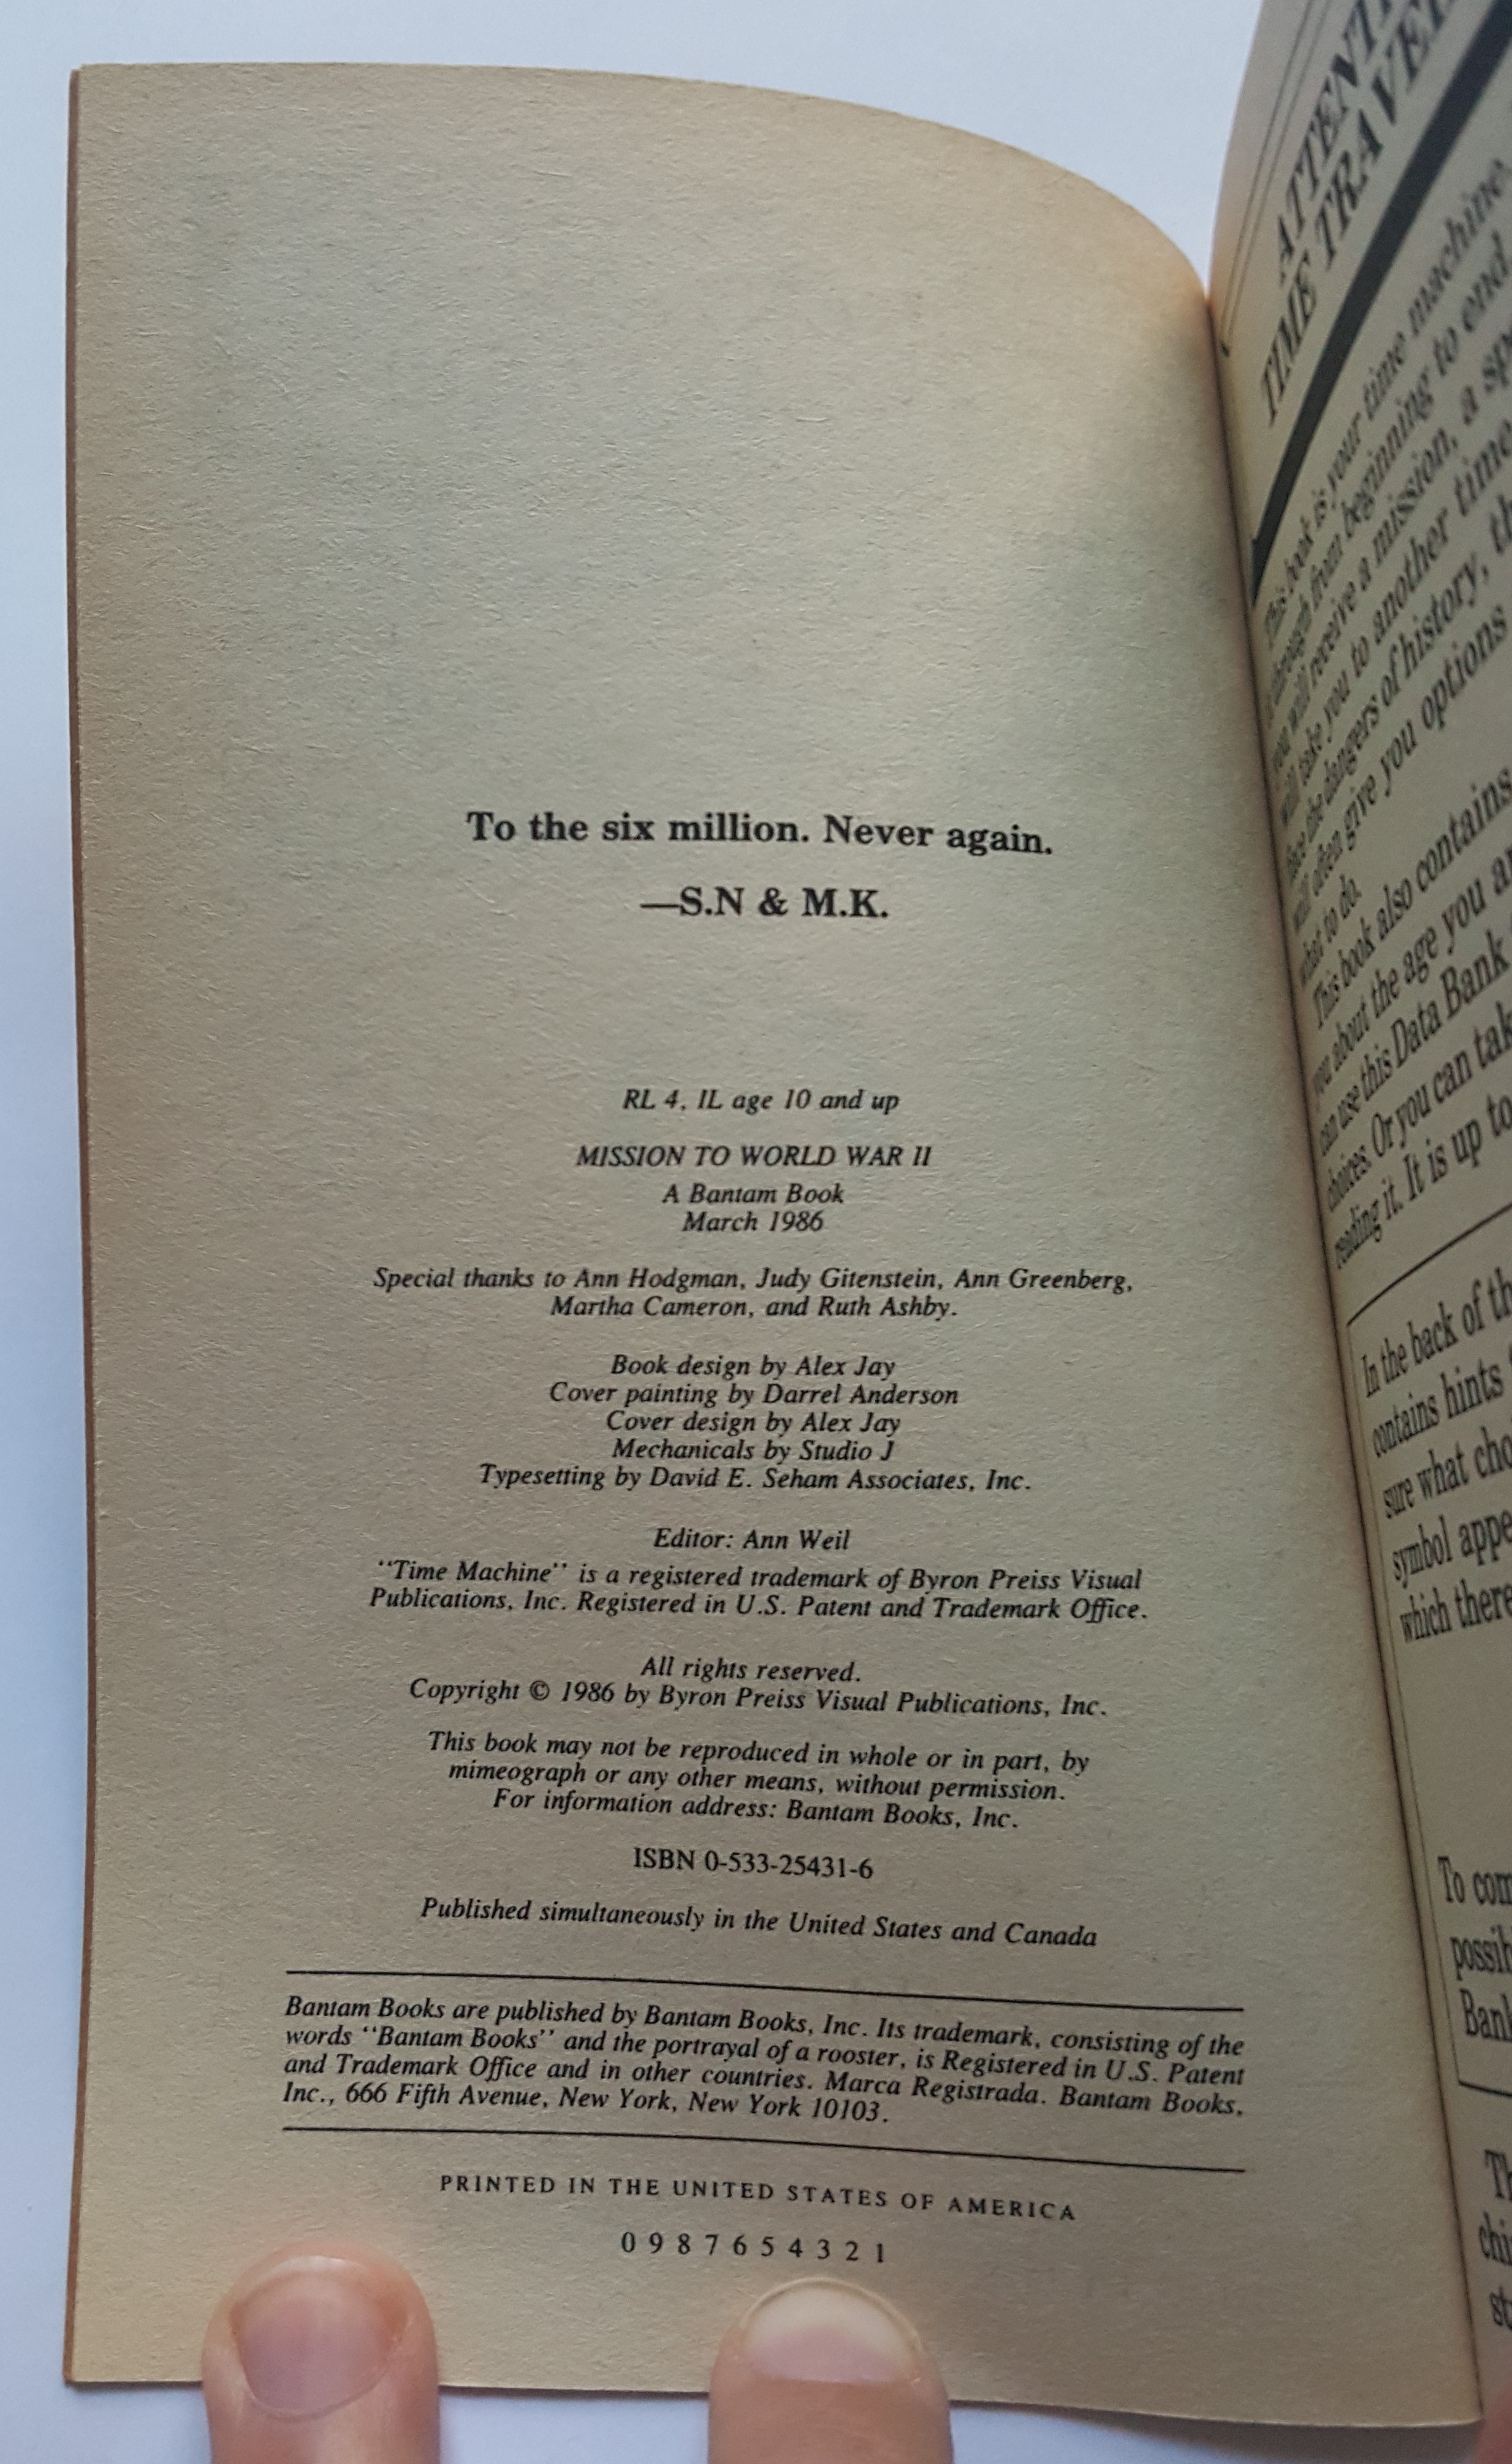 To the six million. Never again.
—S.N & M.K.
RL 4, IL age 10 and up
MISSION TO WORLD WAR II
A Bantam Book
March 1986
Special thanks to Ann Hodgman, Judy Gitenstein, Ann Greenberg,
Martha Cameron, and Ruth Ashby.
Book design by Alex Jay
Cover painting by Darrel Anderson
Cover design by Alex Jay
Mechanicals by Studio J
Typesetting by David E. Seham Associates, Inc.
Editor: Ann Weil
"Time Machine" is a registered trademark of Byron Preiss Visual
Publications, Inc. Registered in U.S. Patent and Trademark Office.
All rights reserved.
Copyright © 1986 by Byron Preiss Visual Publications, Inc.
This book may not be reproduced in whole or in part, by
mimeograph or any other means, without permission.
For information address: Bantam Books, Inc.
ISBN 0-533-25431-6
Published simultaneously in the United States and Canada
Bantam Books are published by Bantam Books, Inc. Its trademark, consisting of the
words "Bantam Books" and the portrayal of a rooster, is Registered in U.S. Patent
and Trademark Office and in other countries. Marca Registrada. Bantam Books,
Inc., 666 Fifth Avenue, New York, New York 10103.
PRINTED IN THE UNITED STATES OF AMERICA
0 9 8 7 6 5 4 3 2 1
TIME
This book is your time machine.
through from beginning to end.
you will receive a mission, a
will take you to another time
face the dangers of history,
will often give you options
what to do.
This book also contains
you about the age you
can use this Data Bank
choices. Or you can
reading it. It is up to
In the back of
contains hints
sure what
symbol
which there
To